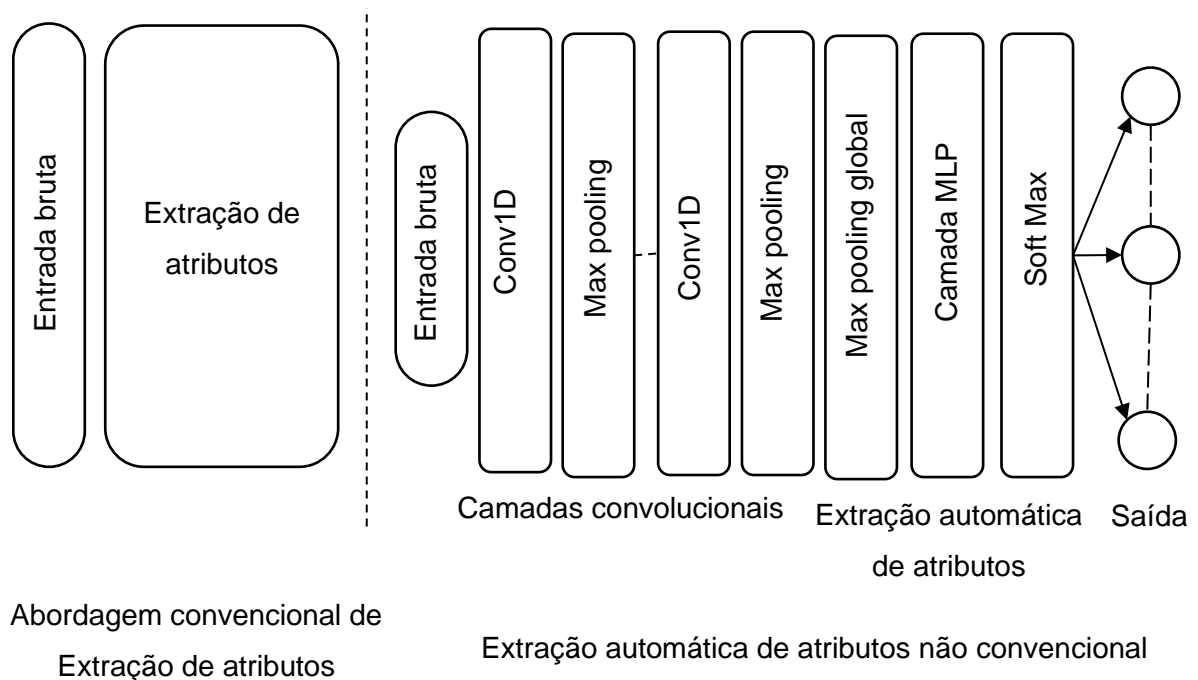 Entrada bruta
Extração de
atributos
Entrada bruta
Conv1D
Max pooling
Conv1D
Max pooling
Max pooling global
Camada MLP
Soft Max
Camadas convolucionais
Extração automática
de atributos
Saída
Abordagem convencional de
Extração de atributos
Extração automática de atributos não convencional